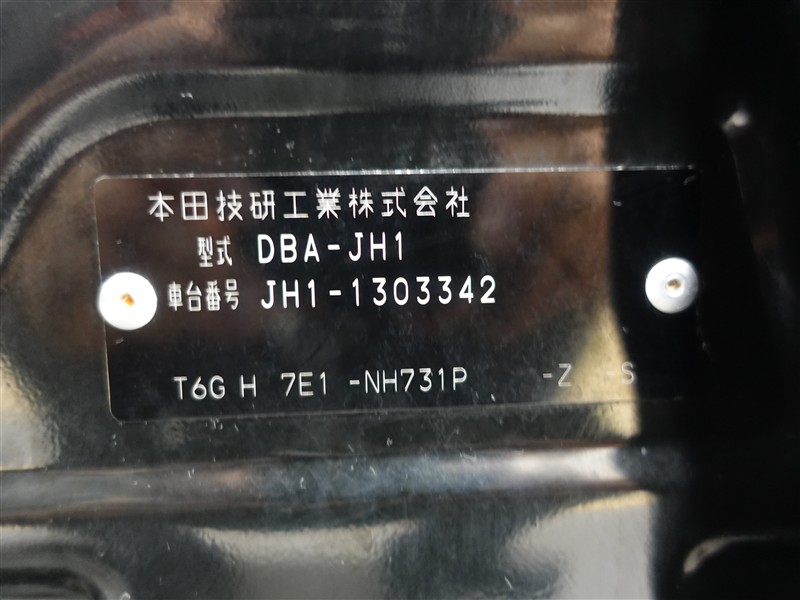 本田技研工業株式会社
型式 DBA-JH1
車台番号 JH1-1303342
T6G H 7E1 -NH731P -Z -S